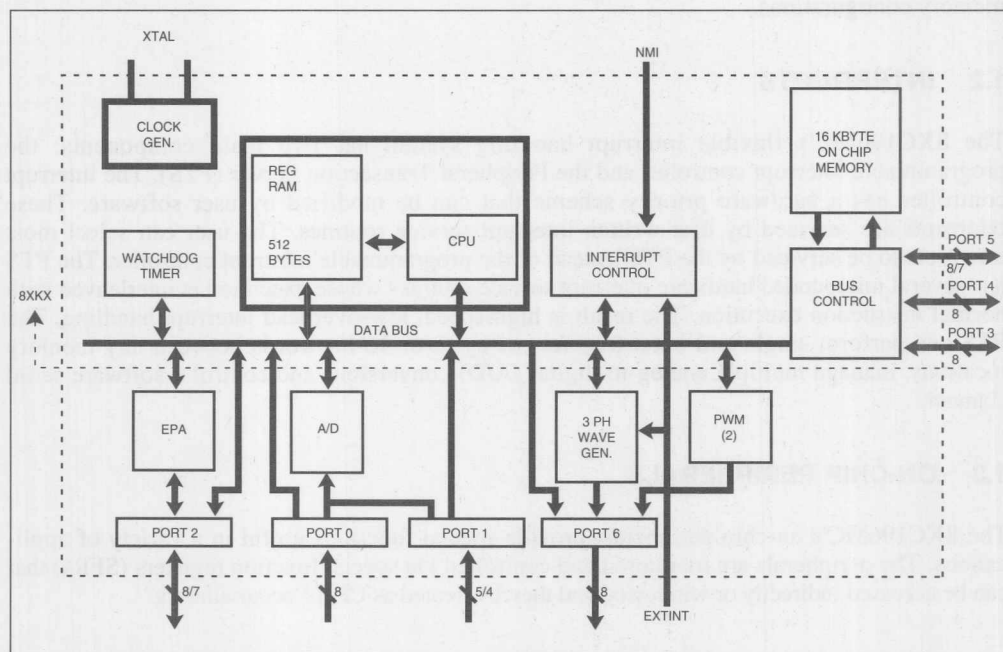 XTAL
NMI
CLOCK
GEN.
REG
RAM
512
BYTES
CPU
16 KBYTE
ON CHIP
MEMORY
WATCHDOG
TIMER
INTERRUPT
CONTROL
BUS
CONTROL
PORT 5
8/7
PORT 4
8
PORT 3
8
8XKX
DATA BUS
EPA
A/D
3 PH
WAVE
GEN.
PWM
(2)
PORT 2
PORT 0
PORT 1
PORT 6
8/7
8
5/4
8
EXTINT